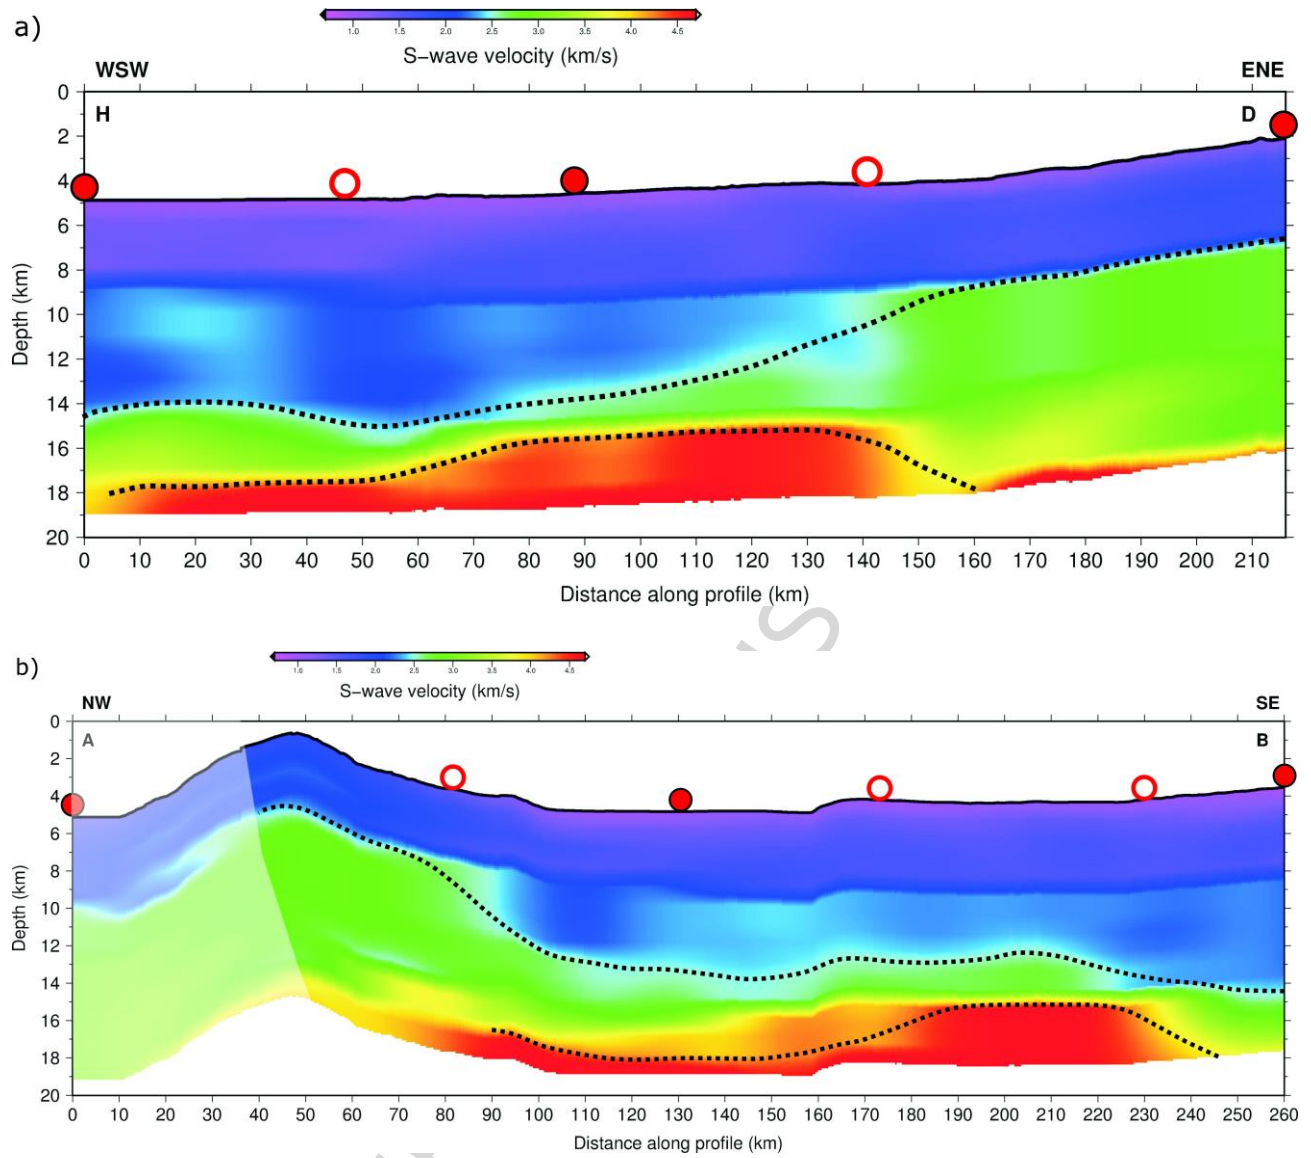 a)
1.0 1.5 2.0 2.5 3.0 3.5 4.0 4.5
S−wave velocity (km/s)
WSW ENE
H D
0
2
4
6
8
10
12
14
16
18
20
Depth (km)
0 10 20 30 40 50 60 70 80 90 100 110 120 130 140 150 160 170 180 190 200 210
Distance along profile (km)
b)
1.0 1.5 2.0 2.5 3.0 3.5 4.0 4.5
S−wave velocity (km/s)
NW SE
A B
0
2
4
6
8
10
12
14
16
18
20
Depth (km)
0 10 20 30 40 50 60 70 80 90 100 110 120 130 140 150 160 170 180 190 200 210 220 230 240 250 260
Distance along profile (km)